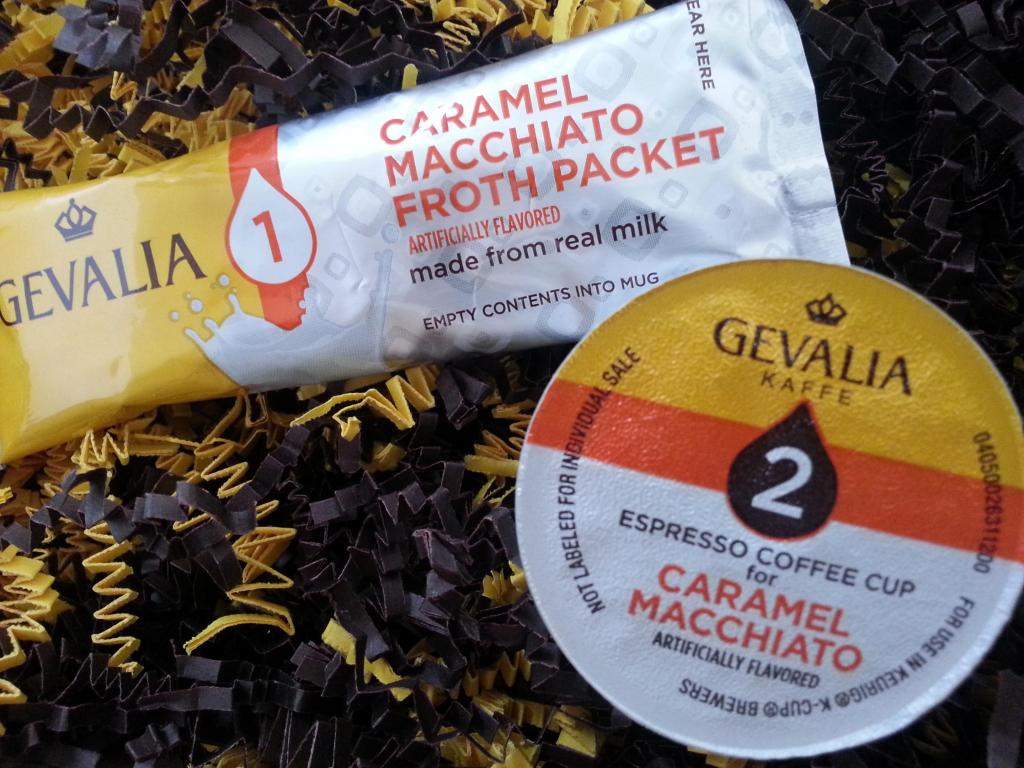 GEVALIA
1
CARAMEL
MACCHIATO
FROTH PACKET
ARTIFICIALLY FLAVORED
made from real milk
EMPTY CONTENTS INTO MUG
EAR HERE
GEVALIA
KAFFE
2
ESPRESSO COFFEE CUP
for
CARAMEL
MACCHIATO
ARTIFICIALLY FLAVORED
NOT LABELED FOR INDIVIDUAL SALE
FOR USE IN KEURIG® K-CUP® BREWERS